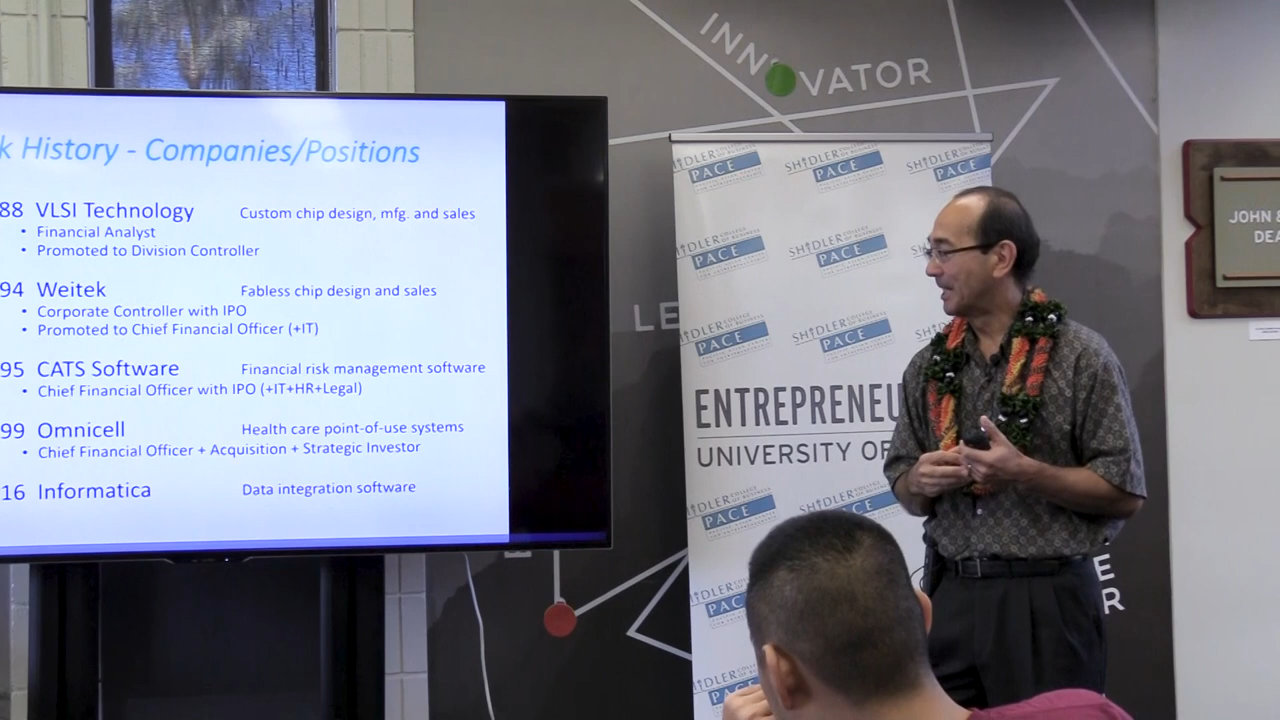 k History - Companies/Positions
88 VLSI Technology Custom chip design, mfg. and sales
• Financial Analyst
• Promoted to Division Controller
94 Weitek Fabless chip design and sales
• Corporate Controller with IPO
• Promoted to Chief Financial Officer (+IT)
95 CATS Software Financial risk management software
• Chief Financial Officer with IPO (+IT+HR+Legal)
99 Omnicell Health care point-of-use systems
• Chief Financial Officer + Acquisition + Strategic Investor
16 Informatica Data integration software
INNOVATOR
LE
ER
SHIDLER COLLEGE OF BUSINESS
PACE
ENTREPRENEU
UNIVERSITY OF
JOHN &
DEA